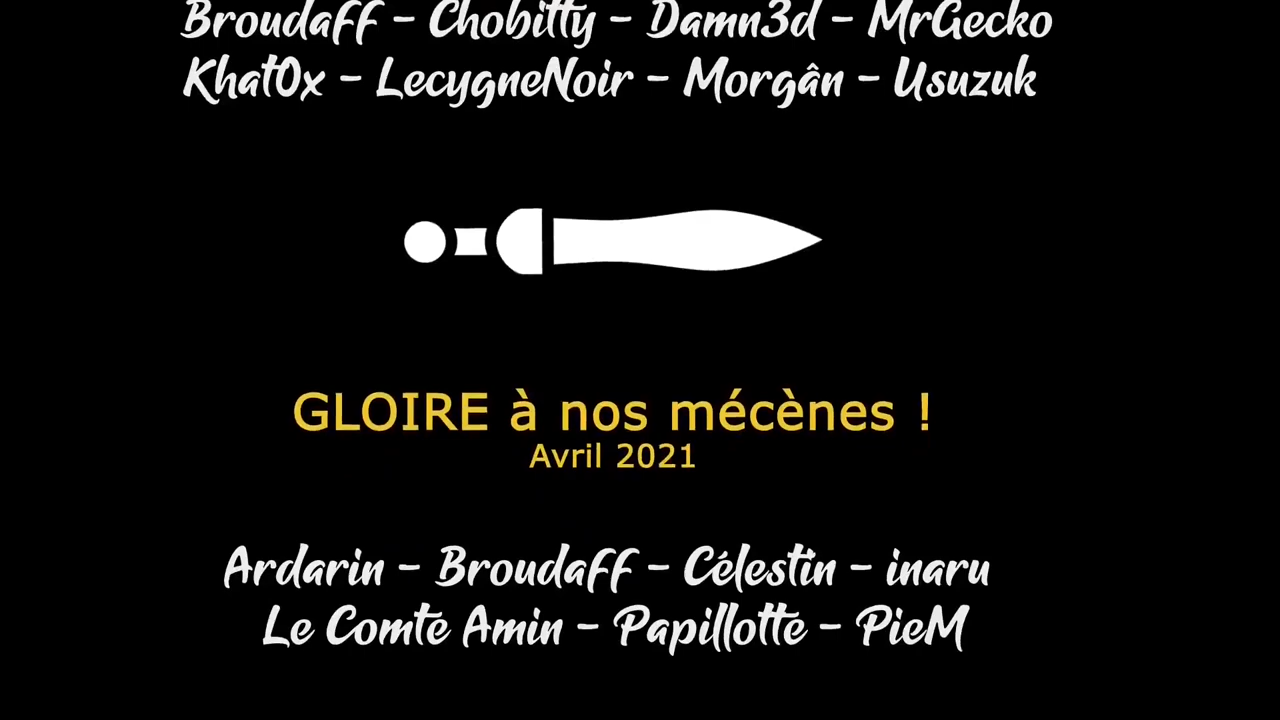 Broudaff - Chobitty - Damn3d - MrGecko
Khat0x - LecygneNoir - Morgân - Usuzuk
GLOIRE à nos mécènes !
Avril 2021
Ardarin - Broudaff - Célestin - inaru
Le Comte Amin - Papillotte - PieM